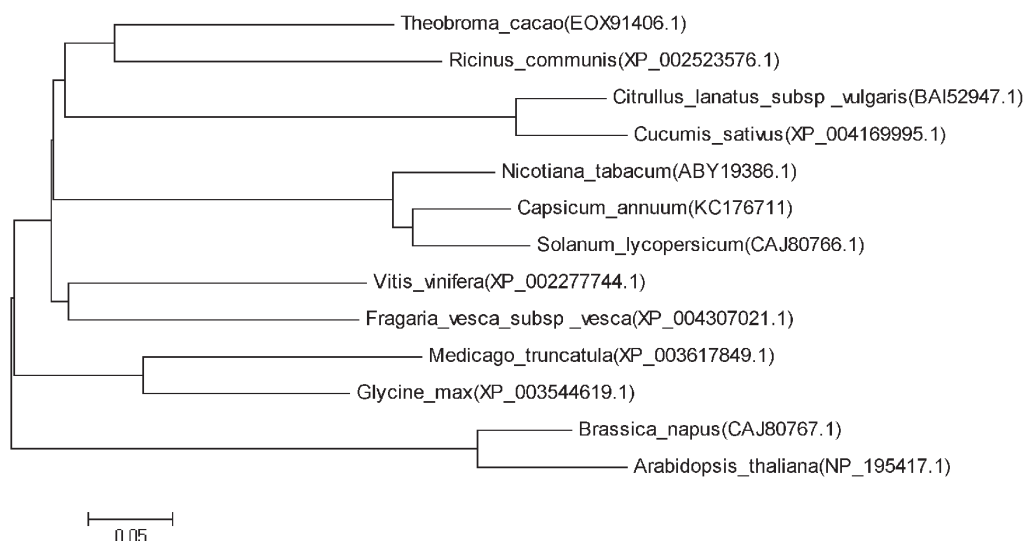 Theobroma_cacao(EOX91406.1)
Ricinus_communis(XP_002523576.1)
Citrullus_lanatus_subsp _vulgaris(BAI52947.1)
Cucumis_sativus(XP_004169995.1)
Nicotiana_tabacum(ABY19386.1)
Capsicum_annuum(KC176711)
Solanum_lycopersicum(CAJ80766.1)
Vitis_vinifera(XP_002277744.1)
Fragaria_vesca_subsp _vesca(XP_004307021.1)
Medicago_truncatula(XP_003617849.1)
Glycine_max(XP_003544619.1)
Brassica_napus(CAJ80767.1)
Arabidopsis_thaliana(NP_195417.1)
0.05